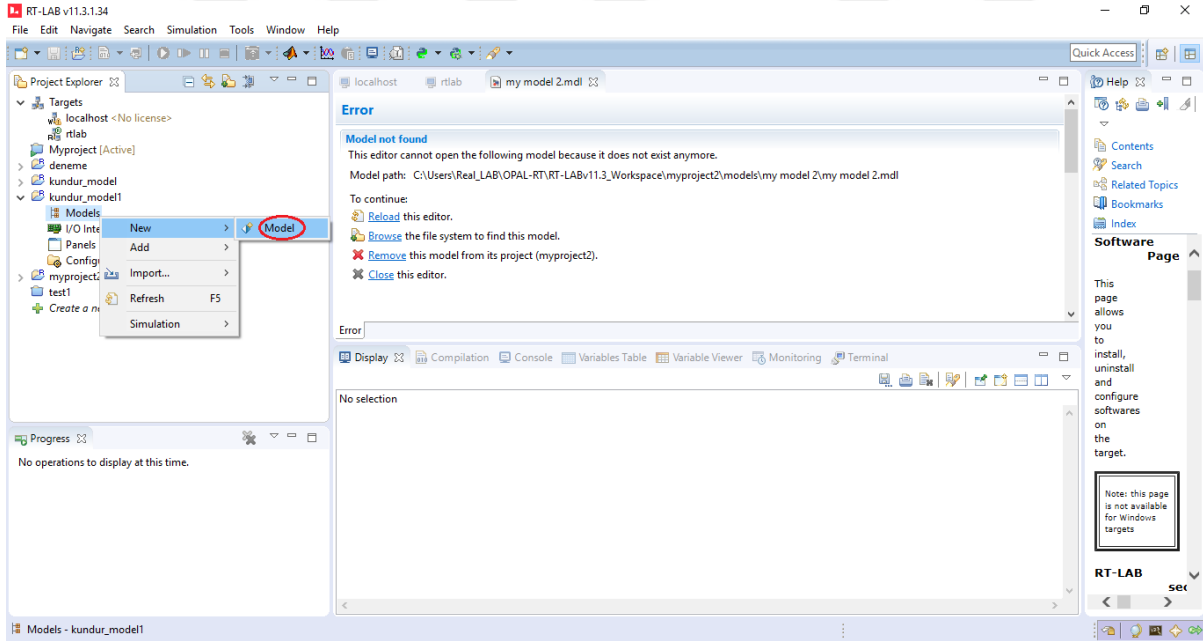 RT-LAB v11.3.1.34
File Edit Navigate Search Simulation Tools Window Help
Quick Access
Project Explorer
Targets
localhost <No license>
rtlab
Myproject [Active]
deneme
kundur_model
kundur_model1
Models
I/O Inte
Panels
Config
myproject2
test1
Create a ne
New
Model
Add
Import...
Refresh F5
Simulation
localhost rtlab my model 2.mdl
Error
Model not found
This editor cannot open the following model because it does not exist anymore.
Model path: C:\Users\Real_LAB\OPAL-RT\RT-LABv11.3_Workspace\myproject2\models\my model 2\my model 2.mdl
To continue:
Reload this editor.
Browse the file system to find this model.
Remove this model from its project (myproject2).
Close this editor.
Error
Display Compilation Console Variables Table Variable Viewer Monitoring Terminal
No selection
Progress
No operations to display at this time.
Help
Contents
Search
Related Topics
Bookmarks
Index
Software
Page
This
page
allows
you
to
install,
uninstall
and
configure
softwares
on
the
target.
Note: this page
is not available
for Windows
targets
RT-LAB
sec
Models - kundur_model1